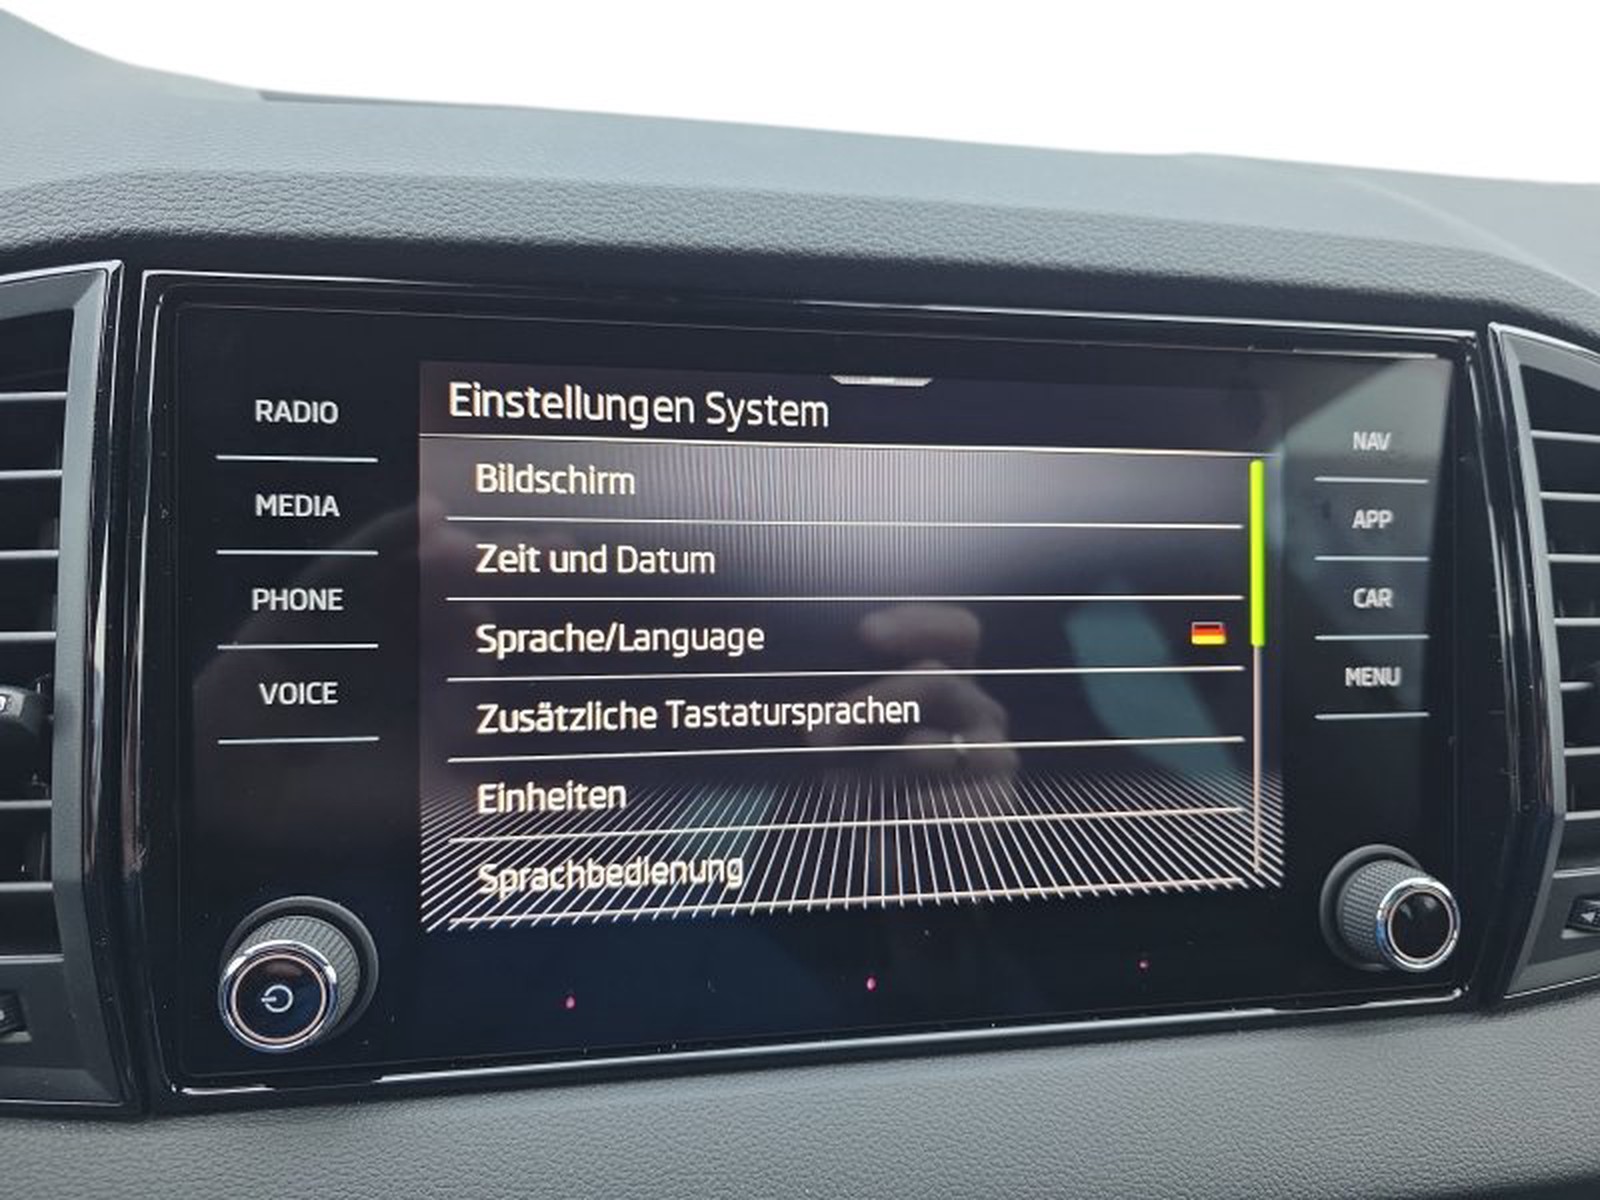 RADIO
MEDIA
PHONE
VOICE
Einstellungen System
Bildschirm
Zeit und Datum
Sprache/Language
Zusätzliche Tastatursprachen
Einheiten
Sprachbedienung
NAV
APP
CAR
MENU